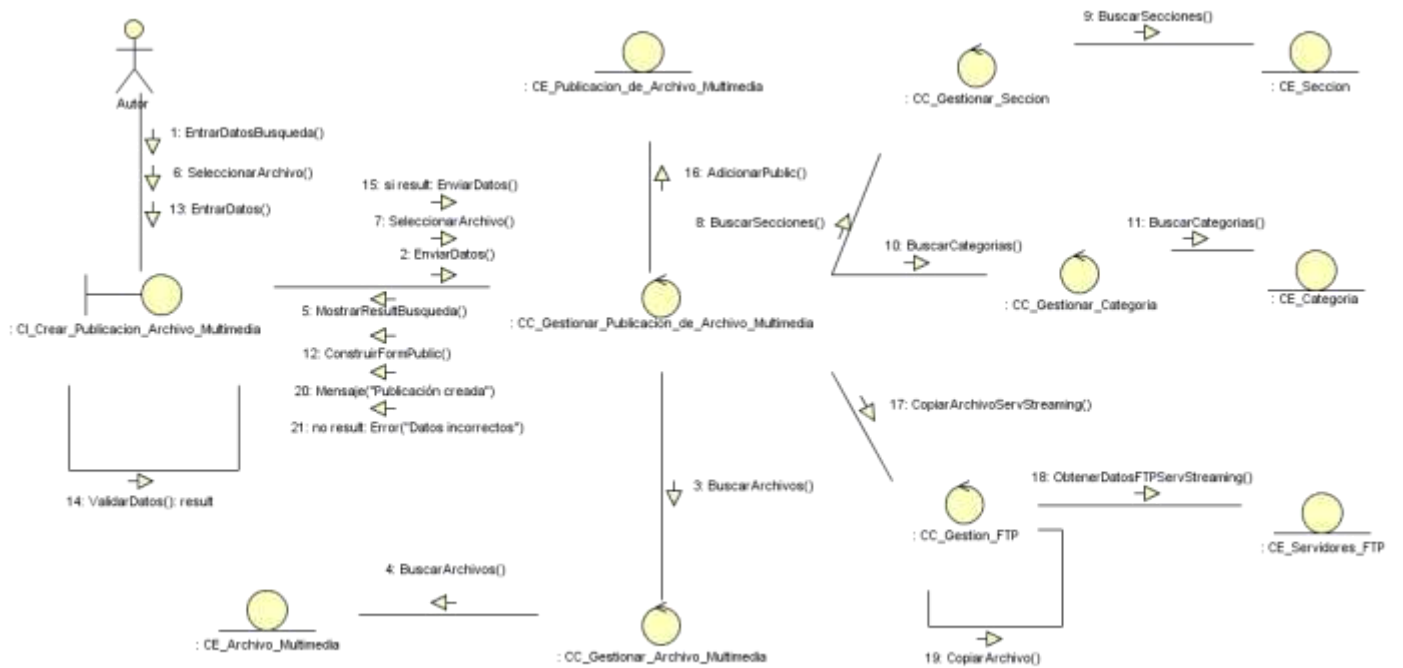 9: BuscarSecciones()
: CE_Publicacion_de_Archivo_Multimedia
: CC_Gestionar_Seccion
: CE_Seccion
Autor
1: EntrarDatosBusqueda()
6: SeleccionarArchivo()
13: EntrarDatos()
15: si result: EnviarDatos()
7: SeleccionarArchivo()
2: EnviarDatos()
16: AdicionarPublic()
8: BuscarSecciones()
10: BuscarCategorias()
11: BuscarCategorias()
: CI_Crear_Publicacion_Archivo_Multimedia
5: MostrarResultBusqueda()
12: ConstruirFormPublic()
20: Mensaje("Publicación creada")
21: no result: Error("Datos incorrectos")
: CC_Gestionar_Publicacion_de_Archivo_Multimedia
: CC_Gestionar_Categoria
: CE_Categoria
14: ValidarDatos(): result
17: CopiarArchivoServStreaming()
3: BuscarArchivos()
18: ObtenerDatosFTPServStreaming()
: CC_Gestion_FTP
: CE_Servidores_FTP
4: BuscarArchivos()
: CE_Archivo_Multimedia
: CC_Gestionar_Archivo_Multimedia
19: CopiarArchivo()